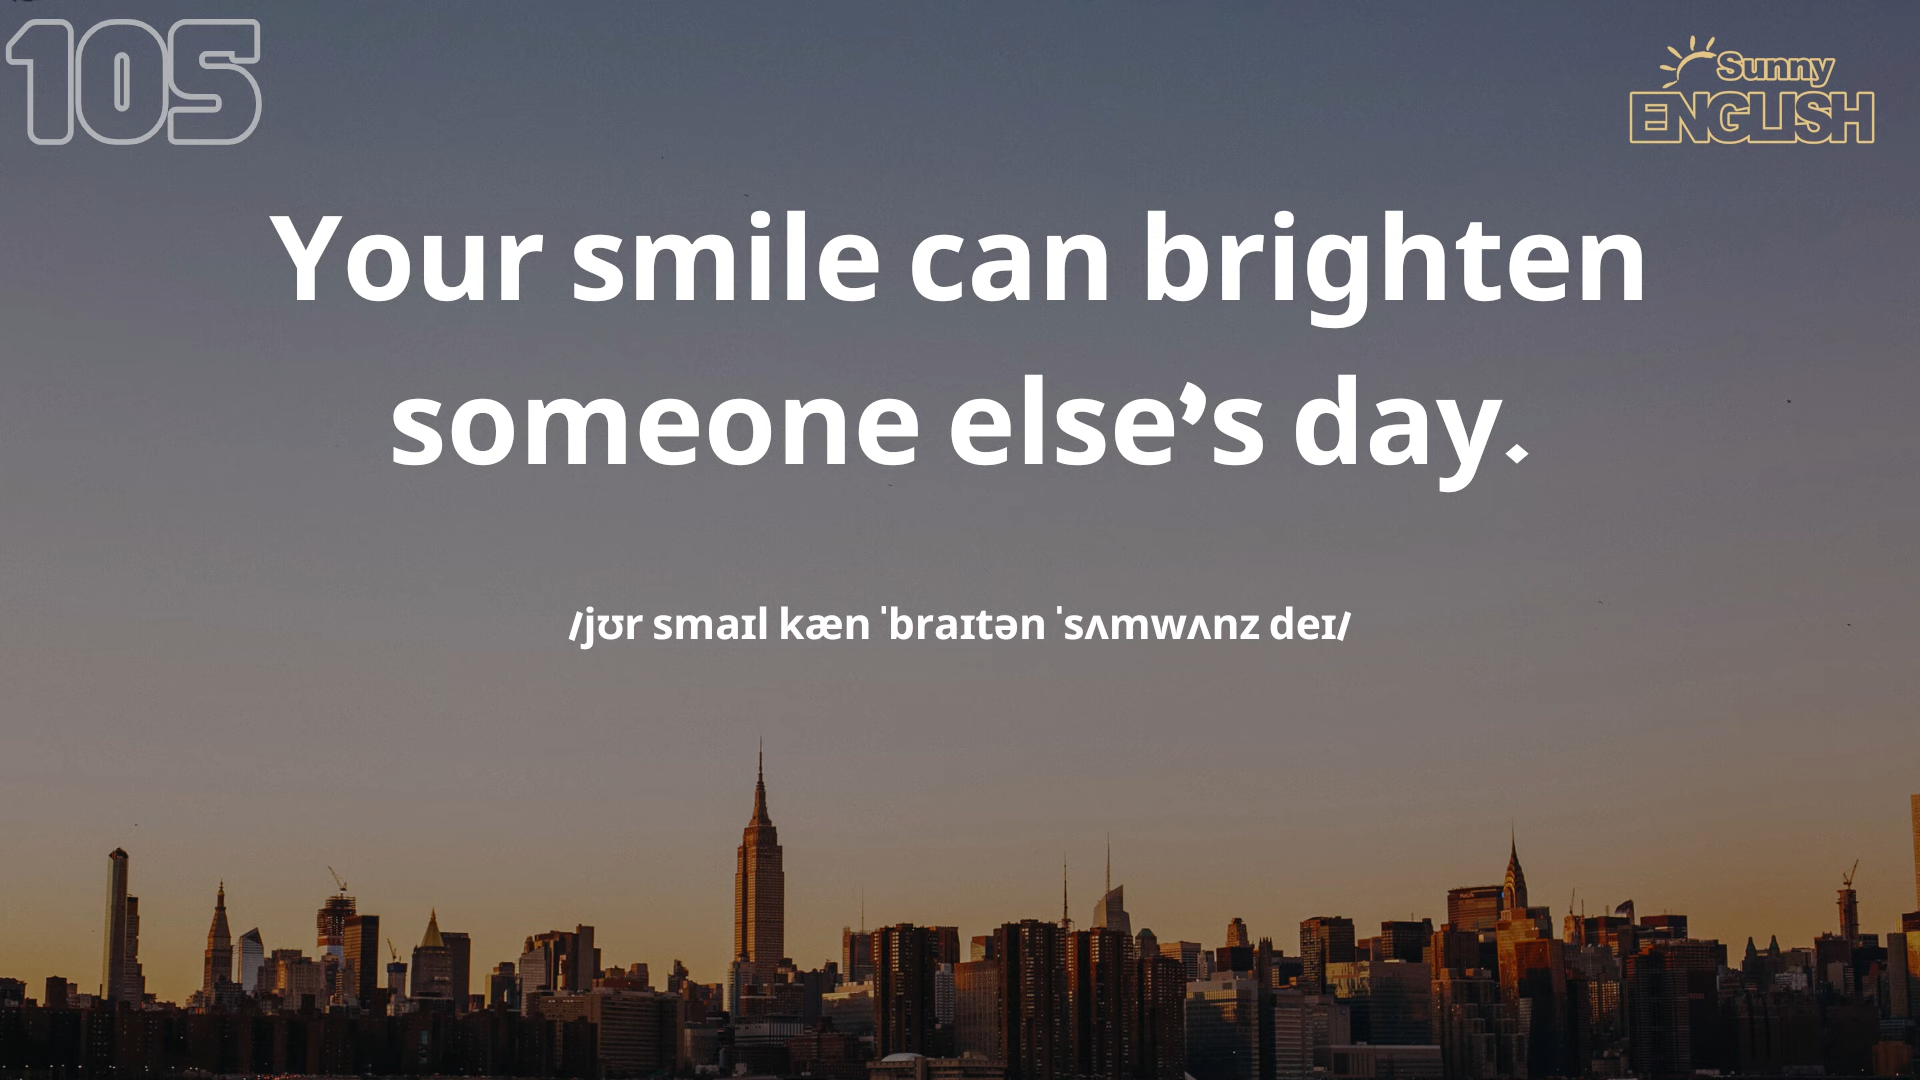 105
Sunny
ENGLISH
Your smile can brighten
someone else’s day.
/jʊr smaɪl kæn ˈbraɪtən ˈsʌmwʌnz deɪ/